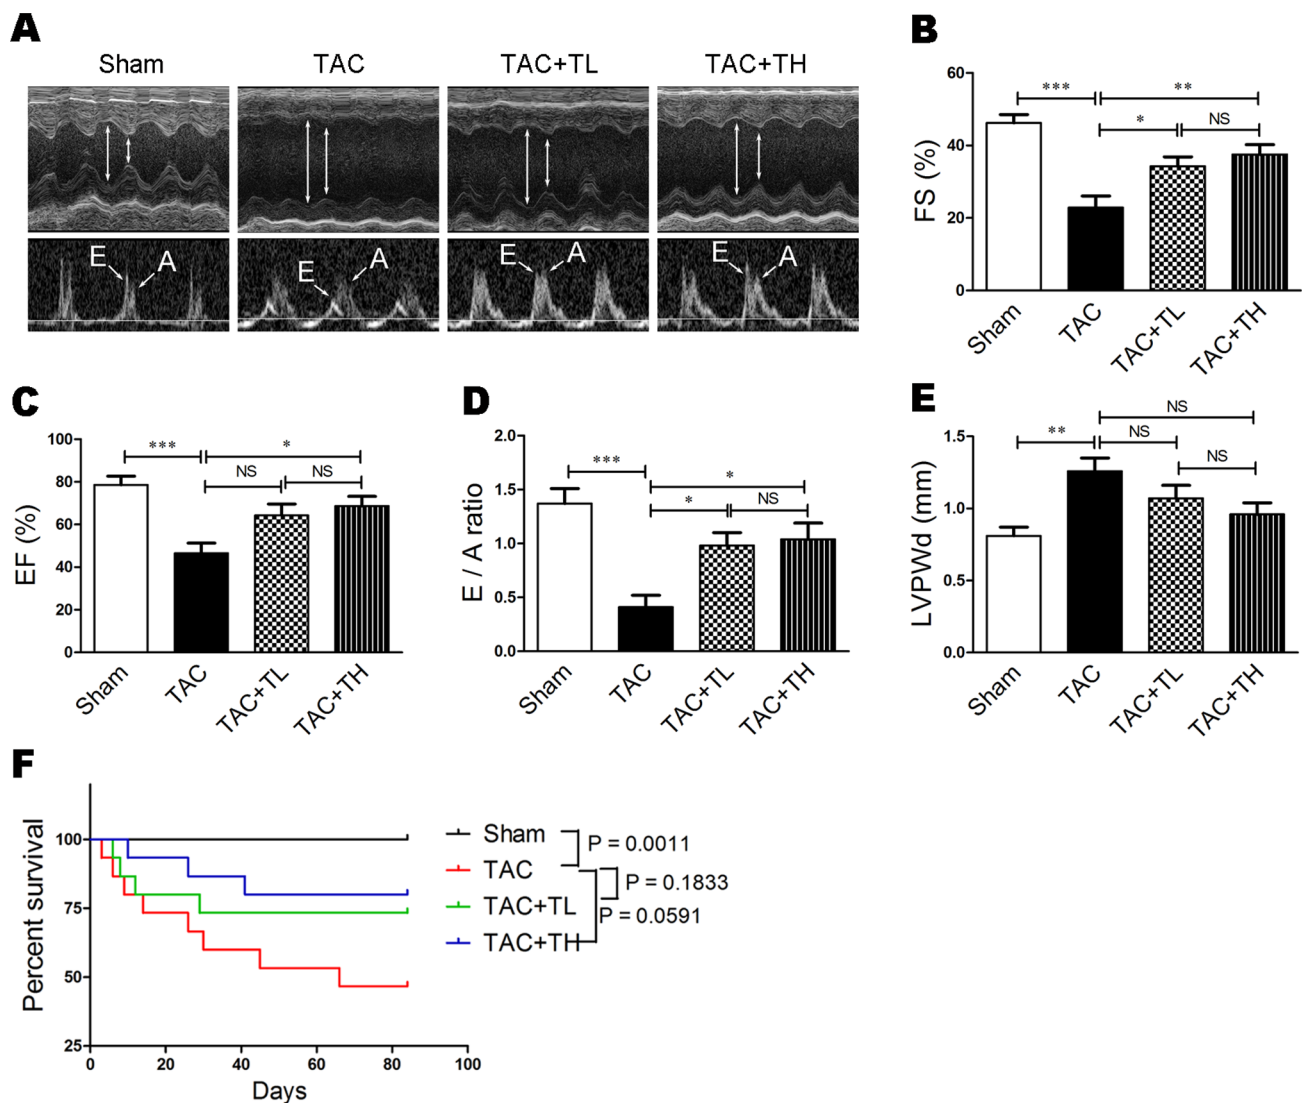 A
Sham TAC TAC+TL TAC+TH
E A E A E A E A
B
FS (%)
60
40
20
0
*** ** * NS
Sham TAC TAC+TL TAC+TH
C
EF (%)
100
80
60
40
20
0
*** * NS NS
Sham TAC TAC+TL TAC+TH
D
E / A ratio
2.0
1.5
1.0
0.5
0.0
*** * * NS
Sham TAC TAC+TL TAC+TH
E
LVPWd (mm)
1.5
1.0
0.5
0.0
NS ** NS NS
Sham TAC TAC+TL TAC+TH
F
Percent survival
100
75
50
25
0 20 40 60 80 100
Days
Sham
TAC
TAC+TL
TAC+TH
P = 0.0011
P = 0.1833
P = 0.0591